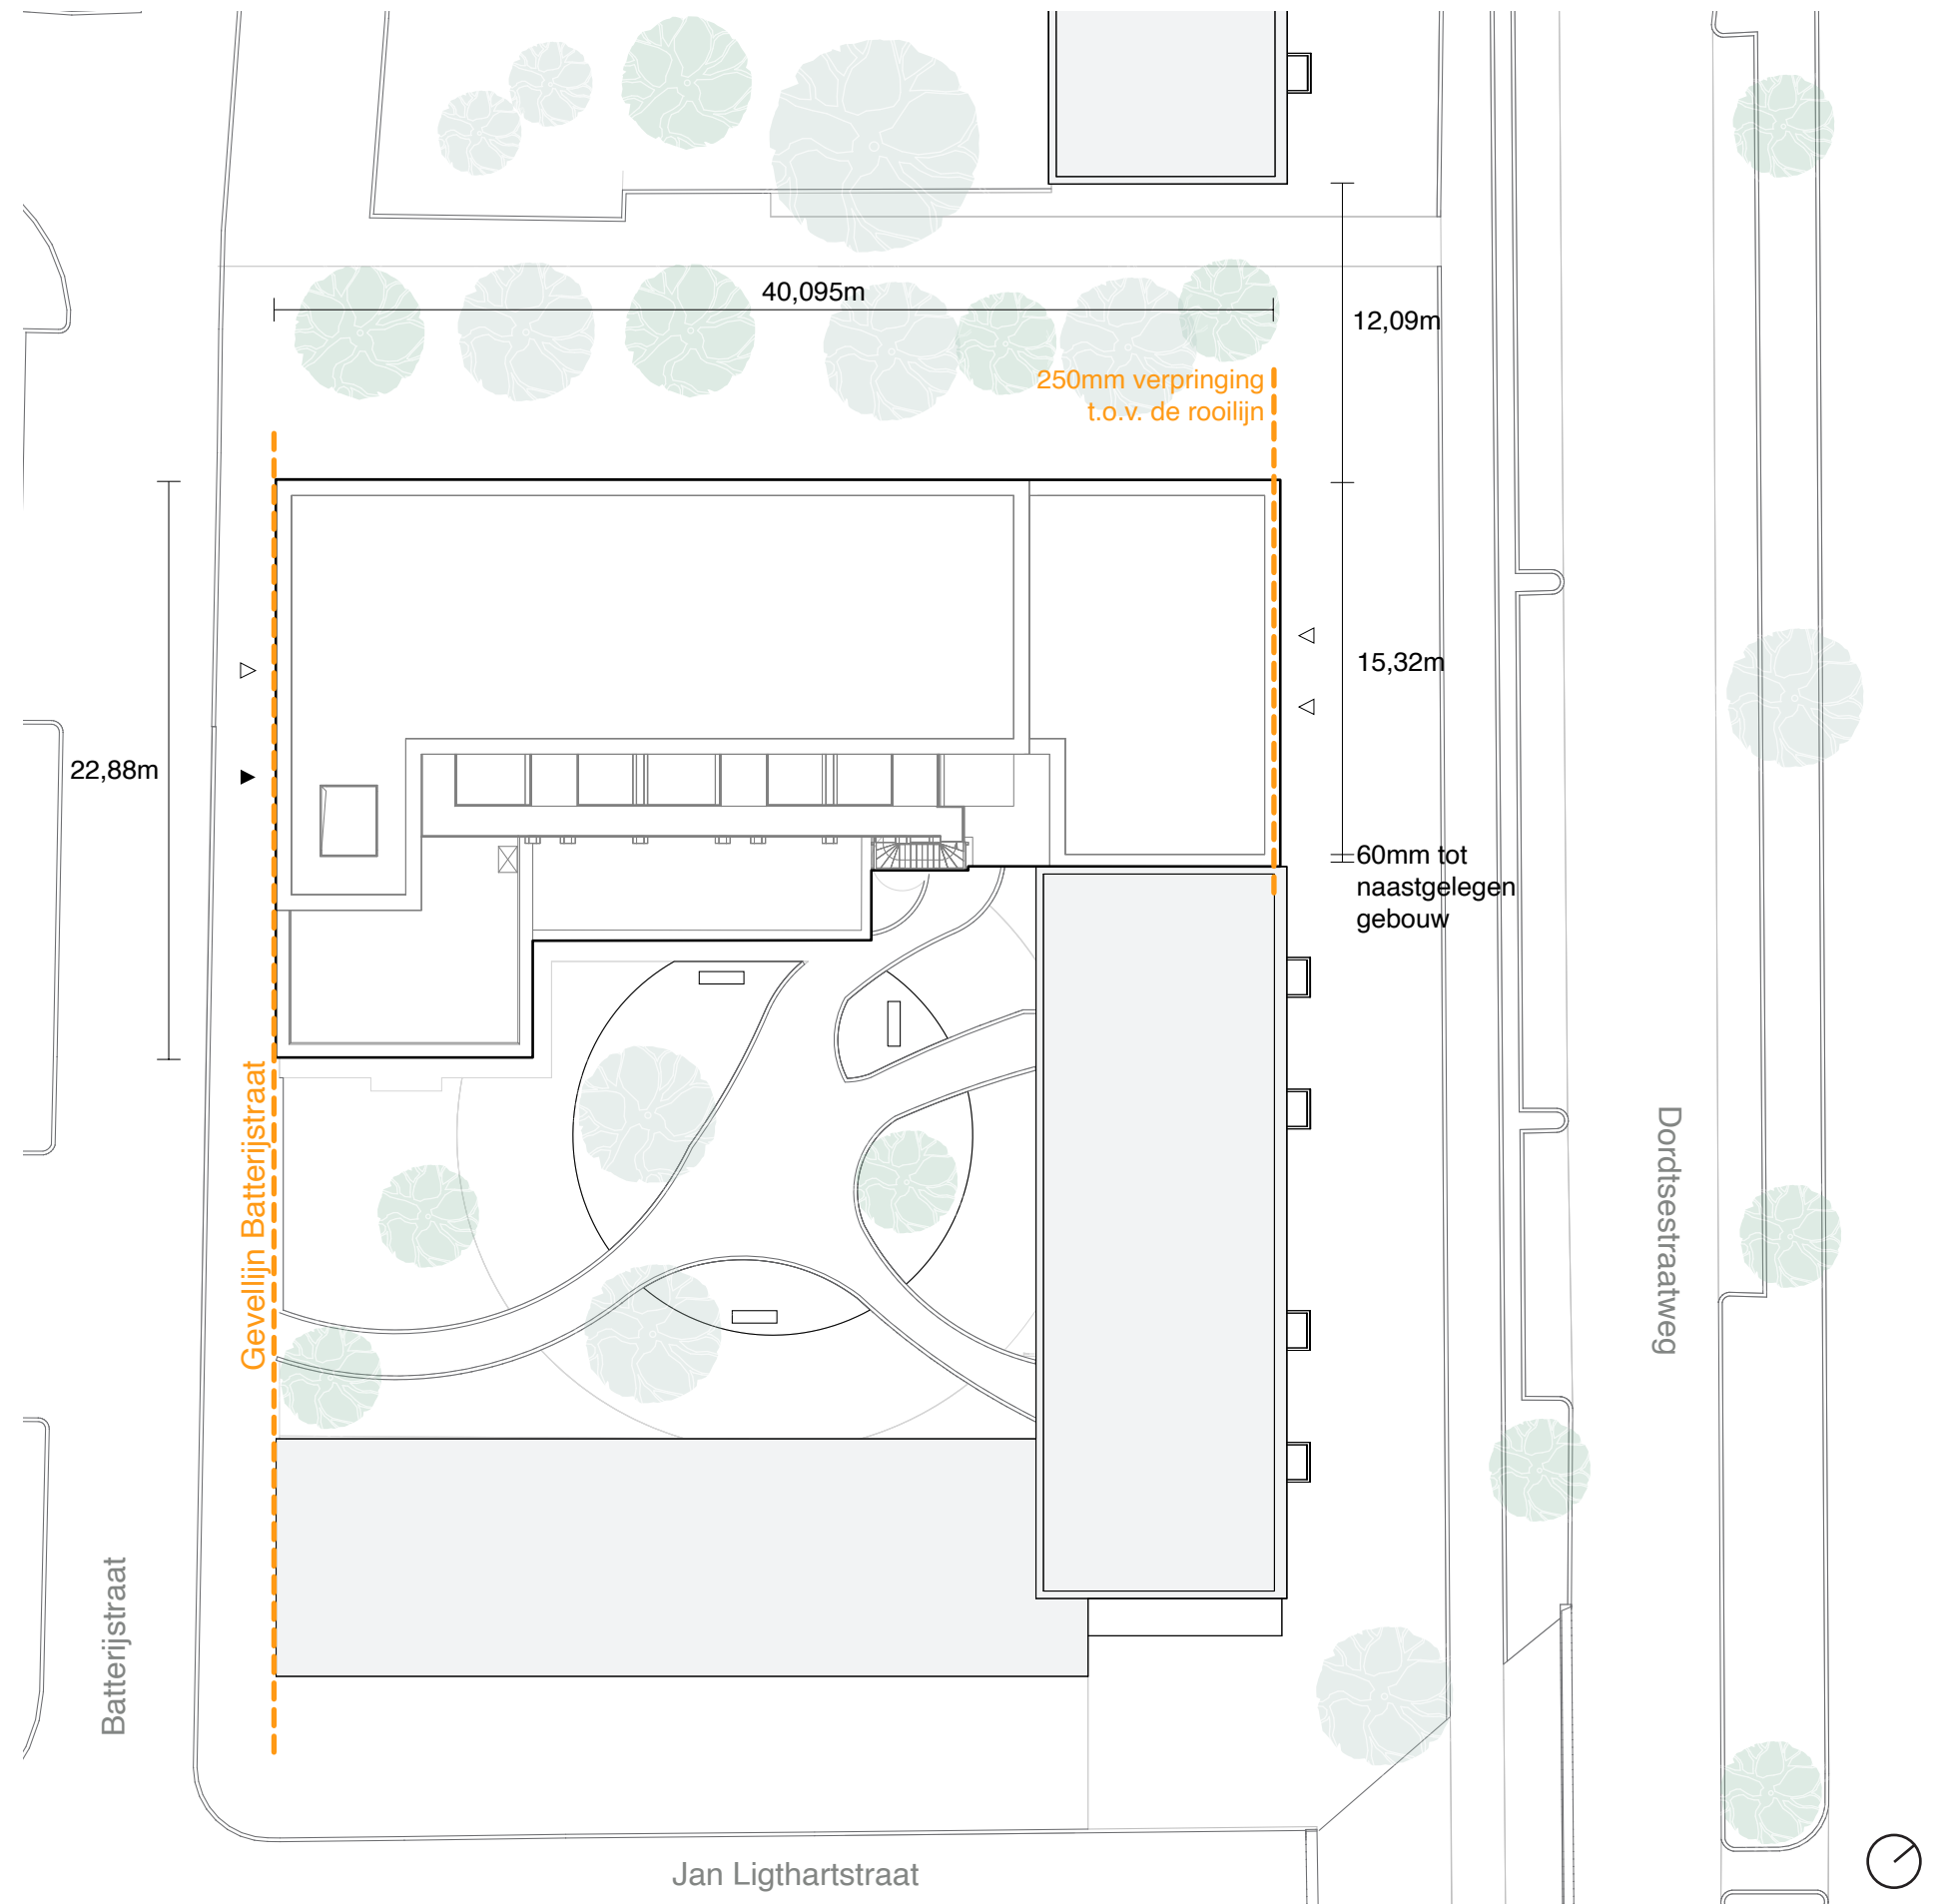 40,095m
12,09m
250mm verpringing
t.o.v. de rooilijn
15,32m
22,88m
60mm tot
naastgelegen
gebouw
Gevellijn Batterijstraat
Dordtsestraatweg
Batterijstraat
Jan Ligthartstraat